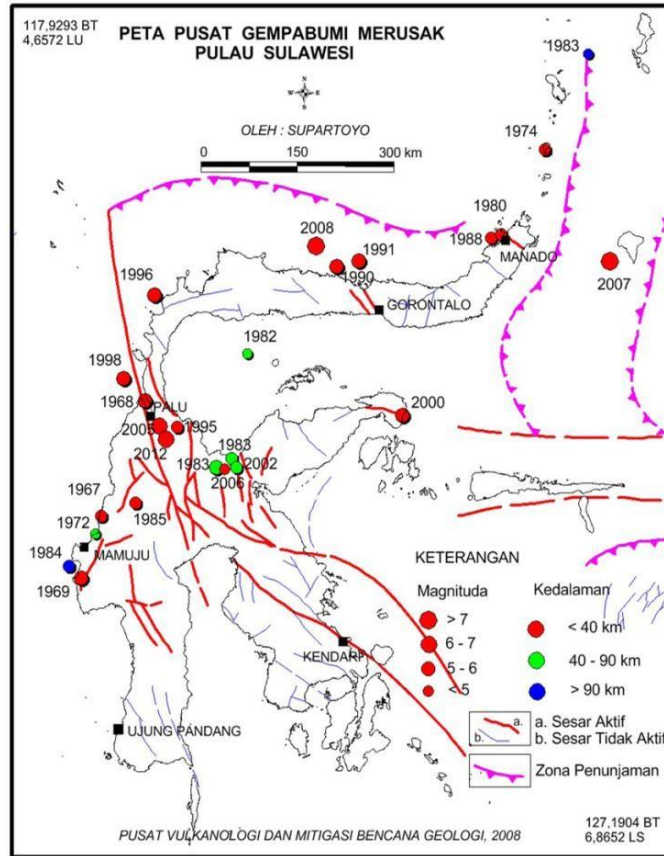 117,9293 BT
4,6572 LU
PETA PUSAT GEMPABUMI MERUSAK
PULAU SULAWESI
N
W E
S
OLEH : SUPARTOYO
0 150 300 km
1983
1974
1980
1988
MANADO
2008
1991
1990
2007
1996
GORONTALO
1982
1998
1968
PALU
2005
1995
2012
2000
1983
1983
2002
2006
1967
1985
1972
1984
MAMUJU
1969
KENDARI
UJUNG PANDANG
KETERANGAN
Magnituda
> 7
6 - 7
5 - 6
< 5
Kedalaman
< 40 km
40 - 90 km
> 90 km
a.
b.
a. Sesar Aktif
b. Sesar Tidak Aktif
Zona Penunjaman
PUSAT VULKANOLOGI DAN MITIGASI BENCANA GEOLOGI, 2008
127,1904 BT
6,8652 LS